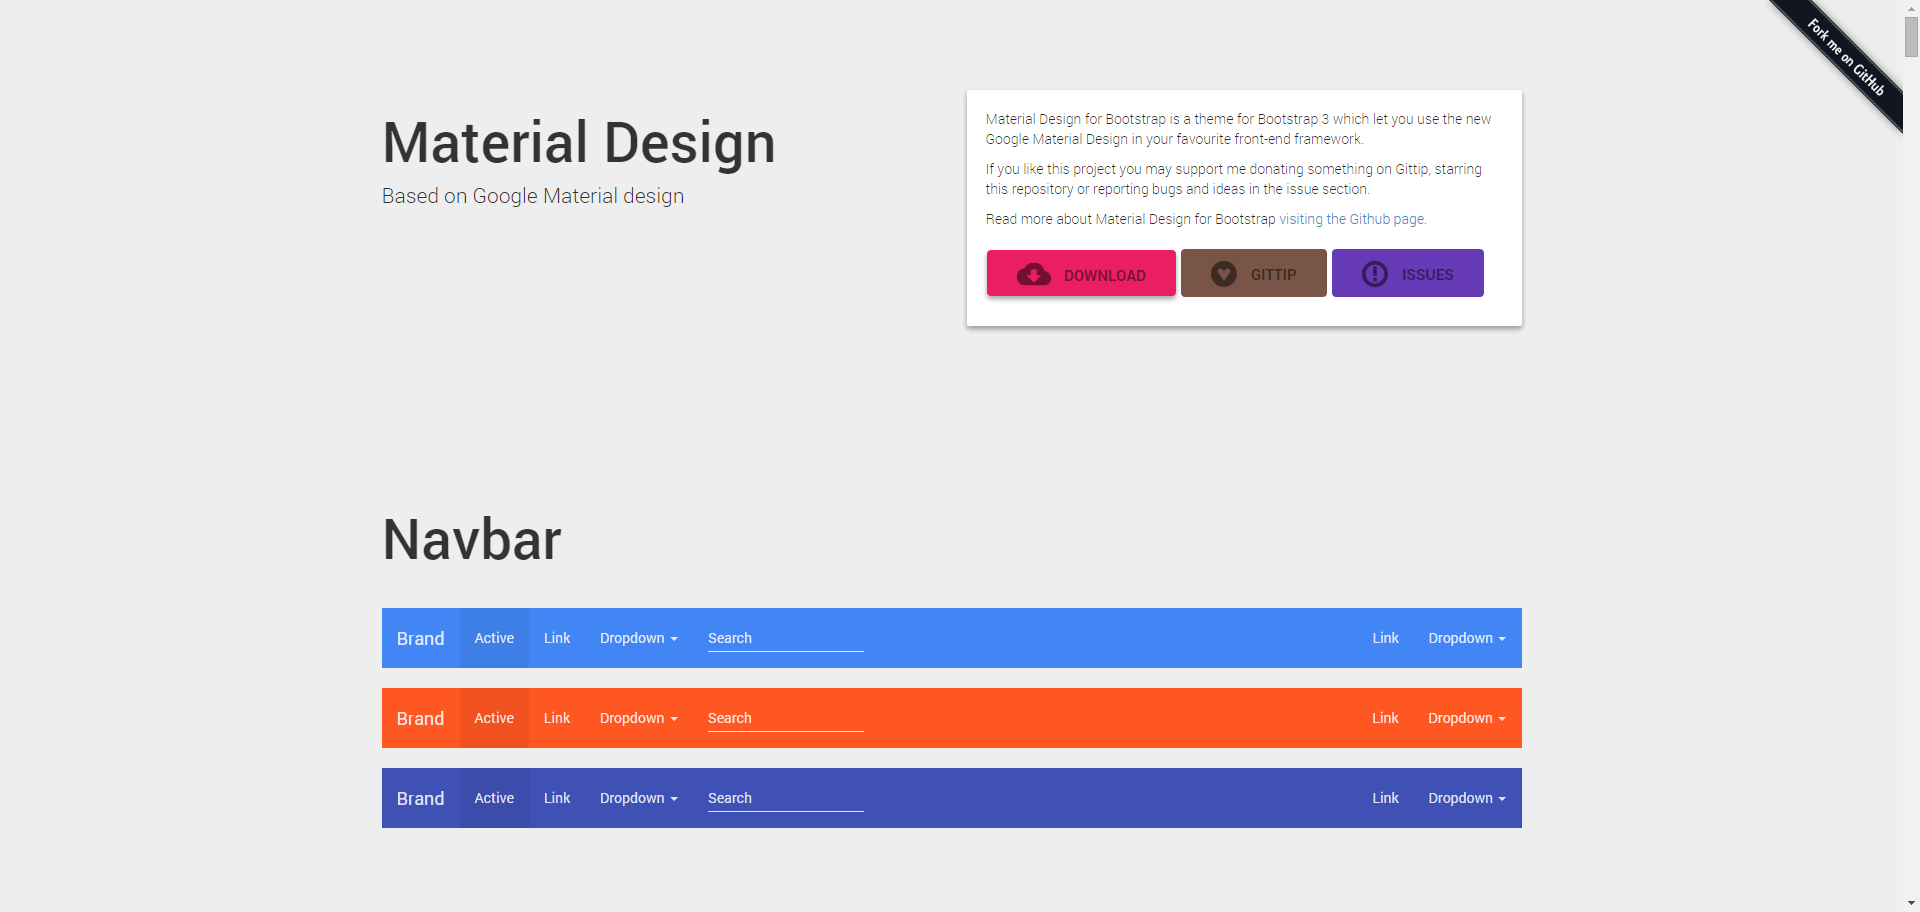 Fork me on GitHub
Material Design
Based on Google Material design
Material Design for Bootstrap is a theme for Bootstrap 3 which let you use the new
Google Material Design in your favourite front-end framework.
If you like this project you may support me donating something on Gittip, starring
this repository or reporting bugs and ideas in the issue section.
Read more about Material Design for Bootstrap visiting the Github page.
DOWNLOAD GITTIP ISSUES
Navbar
Brand Active Link Dropdown Search Link Dropdown
Brand Active Link Dropdown Search Link Dropdown
Brand Active Link Dropdown Search Link Dropdown